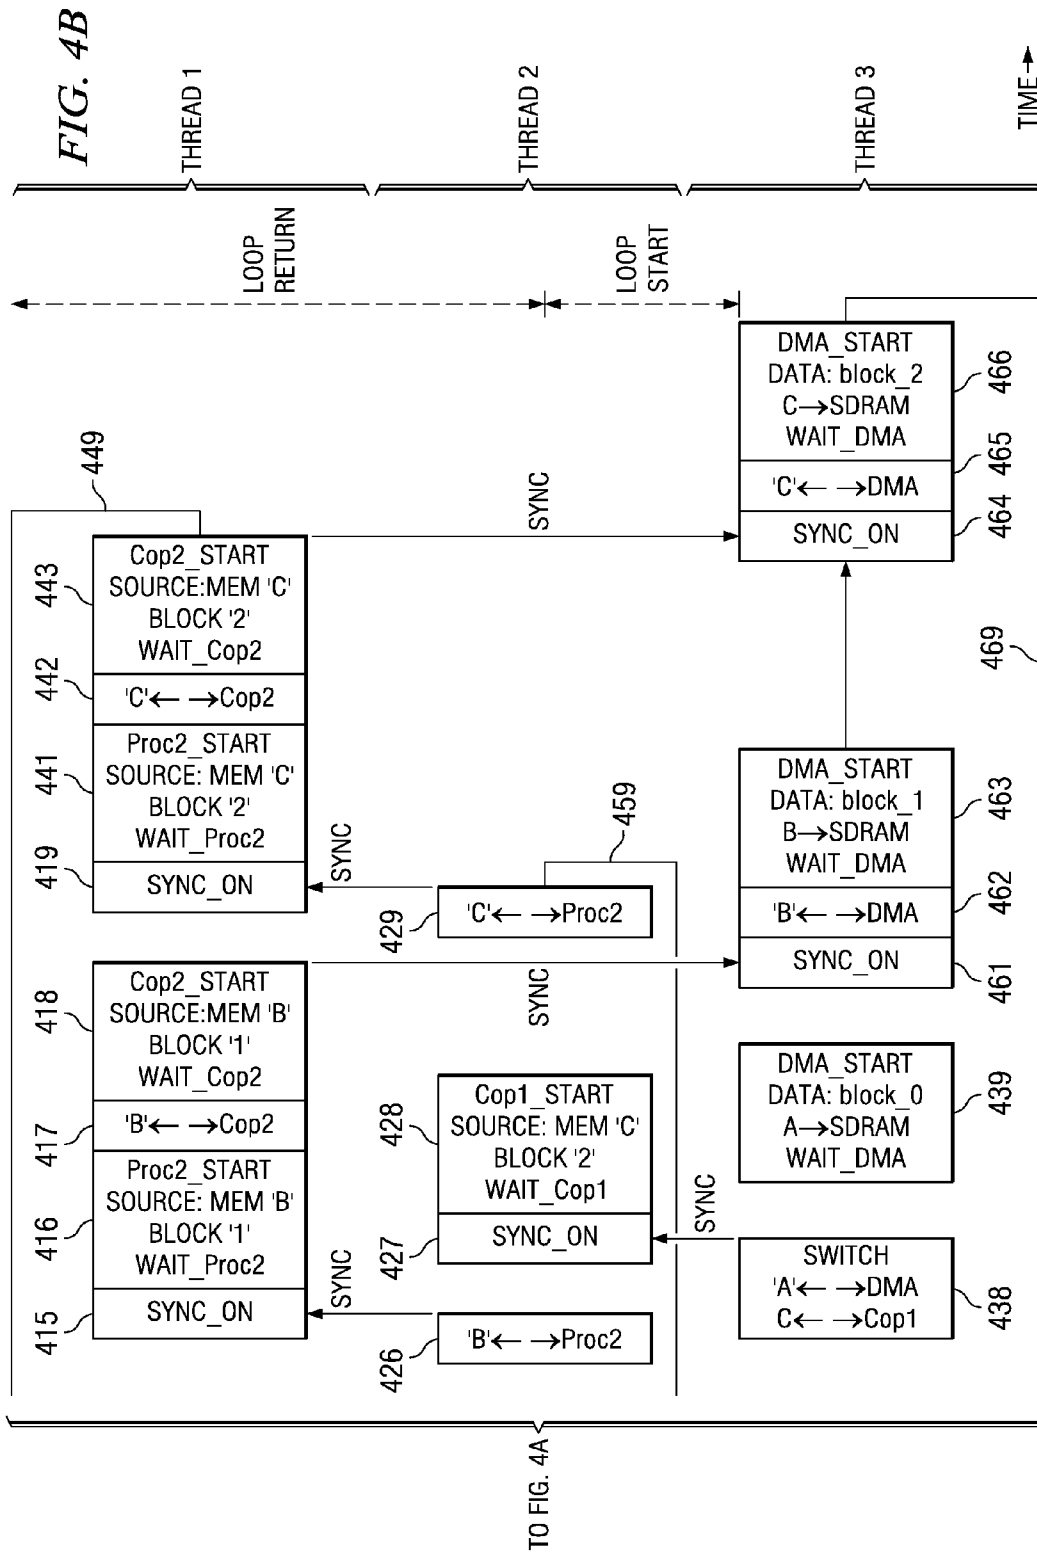 FIG. 4B
TO FIG. 4A
THREAD 1
415
SYNC_ON
416
Proc2_START
SOURCE: MEM 'B'
BLOCK '1'
WAIT_Proc2
417
'B'← →Cop2
418
Cop2_START
SOURCE:MEM 'B'
BLOCK '1'
WAIT_Cop2
419
SYNC_ON
441
Proc2_START
SOURCE: MEM 'C'
BLOCK '2'
WAIT_Proc2
442
'C'← →Cop2
443
Cop2_START
SOURCE:MEM 'C'
BLOCK '2'
WAIT_Cop2
449
LOOP
RETURN
SYNC
SYNC
THREAD 2
426
'B'← →Proc2
427
SYNC_ON
428
Cop1_START
SOURCE: MEM 'C'
BLOCK '2'
WAIT_Cop1
429
'C'← →Proc2
459
LOOP
START
SYNC
SYNC
SYNC
THREAD 3
SWITCH
'A'← →DMA
C← →Cop1
438
DMA_START
DATA: block_0
A→SDRAM
WAIT_DMA
439
SYNC_ON
461
'B'← →DMA
462
DMA_START
DATA: block_1
B→SDRAM
WAIT_DMA
463
SYNC_ON
464
'C'← →DMA
465
DMA_START
DATA: block_2
C→SDRAM
WAIT_DMA
466
469
TIME→